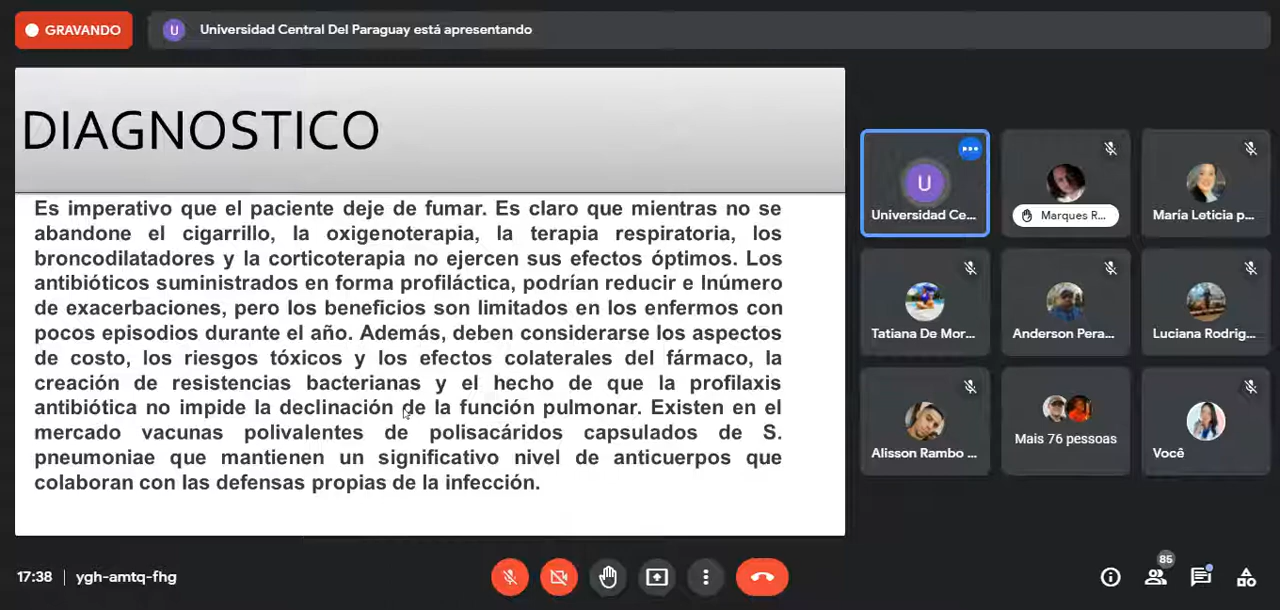 GRAVANDO
U
Universidad Central Del Paraguay está apresentando
DIAGNOSTICO
Es imperativo que el paciente deje de fumar. Es claro que mientras no se
abandone el cigarrillo, la oxigenoterapia, la terapia respiratoria, los
broncodilatadores y la corticoterapia no ejercen sus efectos óptimos. Los
antibióticos suministrados en forma profiláctica, podrían reducir e Inúmero
de exacerbaciones, pero los beneficios son limitados en los enfermos con
pocos episodios durante el año. Además, deben considerarse los aspectos
de costo, los riesgos tóxicos y los efectos colaterales del fármaco, la
creación de resistencias bacterianas y el hecho de que la profilaxis
antibiótica no impide la declinación de la función pulmonar. Existen en el
mercado vacunas polivalentes de polisacáridos capsulados de S.
pneumoniae que mantienen un significativo nivel de anticuerpos que
colaboran con las defensas propias de la infección.
U
Universidad Ce...
Marques R...
María Leticia p...
Tatiana De Mor...
Anderson Pera...
Luciana Rodrig...
Alisson Rambo ...
Mais 76 pessoas
Você
17:38 | ygh-amtq-fhg
85